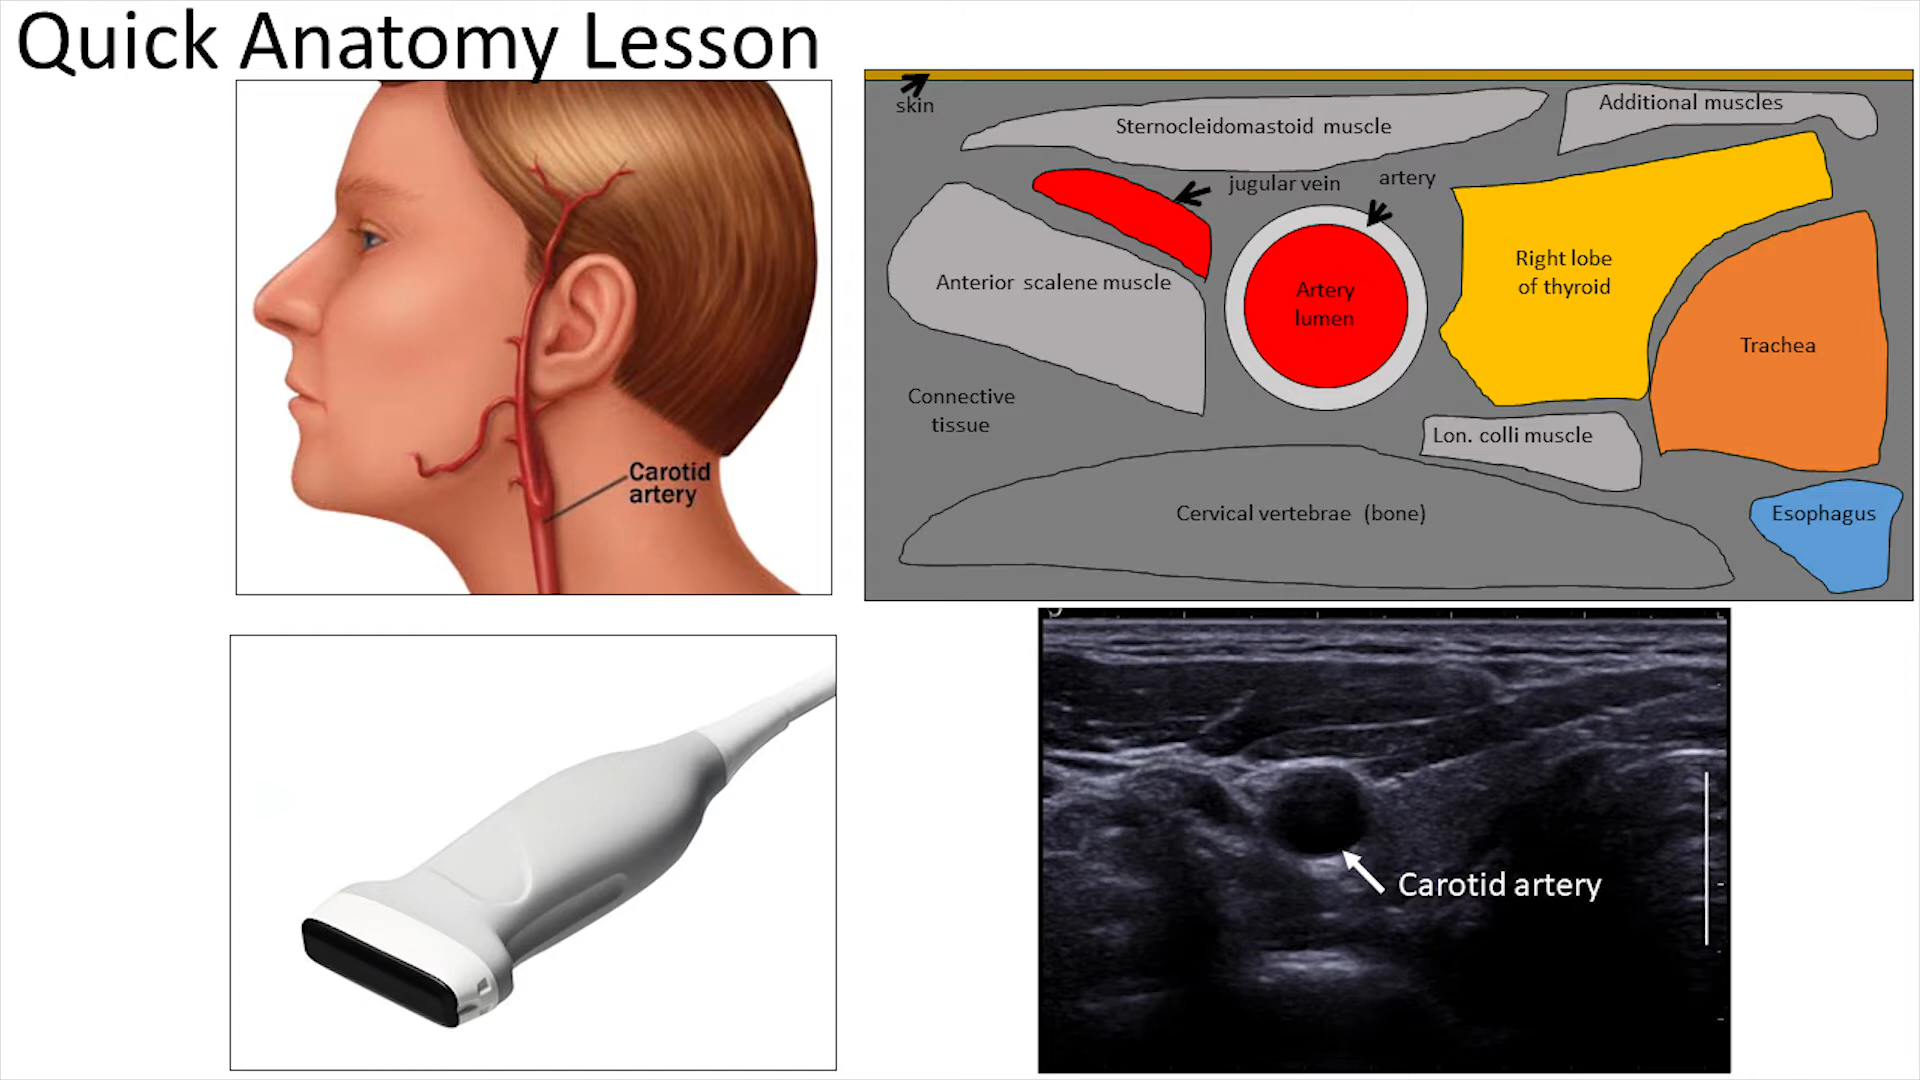 Quick Anatomy Lesson
Carotid
artery
skin
Sternocleidomastoid muscle
Additional muscles
jugular vein
artery
Anterior scalene muscle
Artery
lumen
Right lobe
of thyroid
Trachea
Connective
tissue
Lon. colli muscle
Cervical vertebrae (bone)
Esophagus
Carotid artery